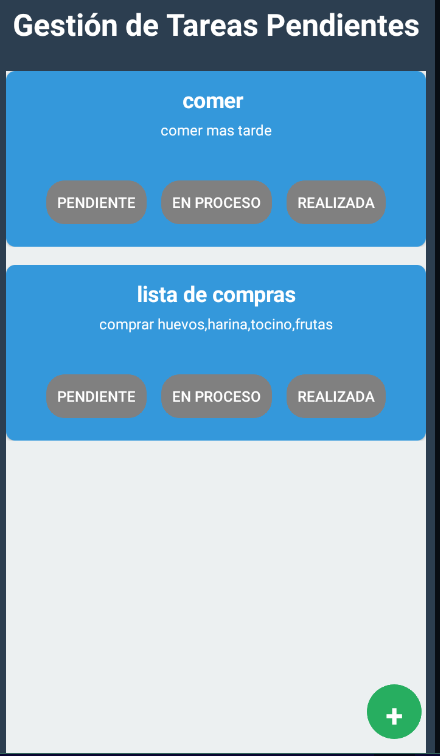 Gestión de Tareas Pendientes
comer
comer mas tarde
PENDIENTE EN PROCESO REALIZADA
lista de compras
comprar huevos,harina,tocino,frutas
PENDIENTE EN PROCESO REALIZADA
+